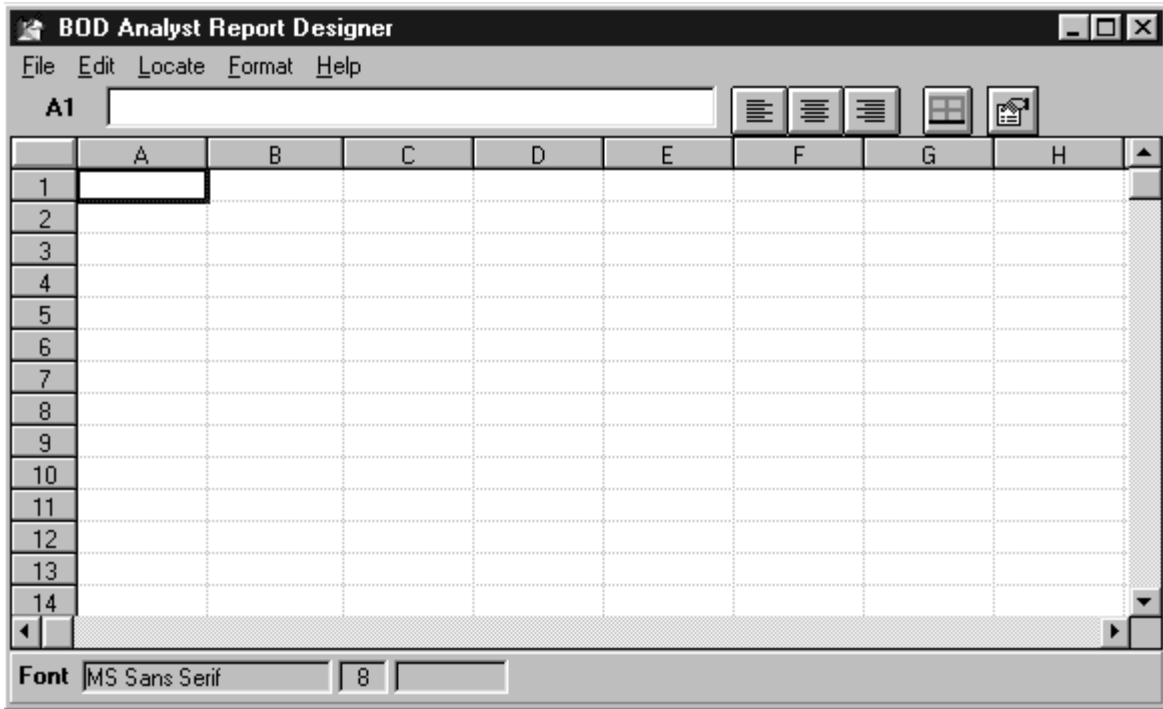 BOD Analyst Report Designer
File Edit Locate Format Help
A1
A B C D E F G H
1
2
3
4
5
6
7
8
9
10
11
12
13
14
Font MS Sans Serif 8